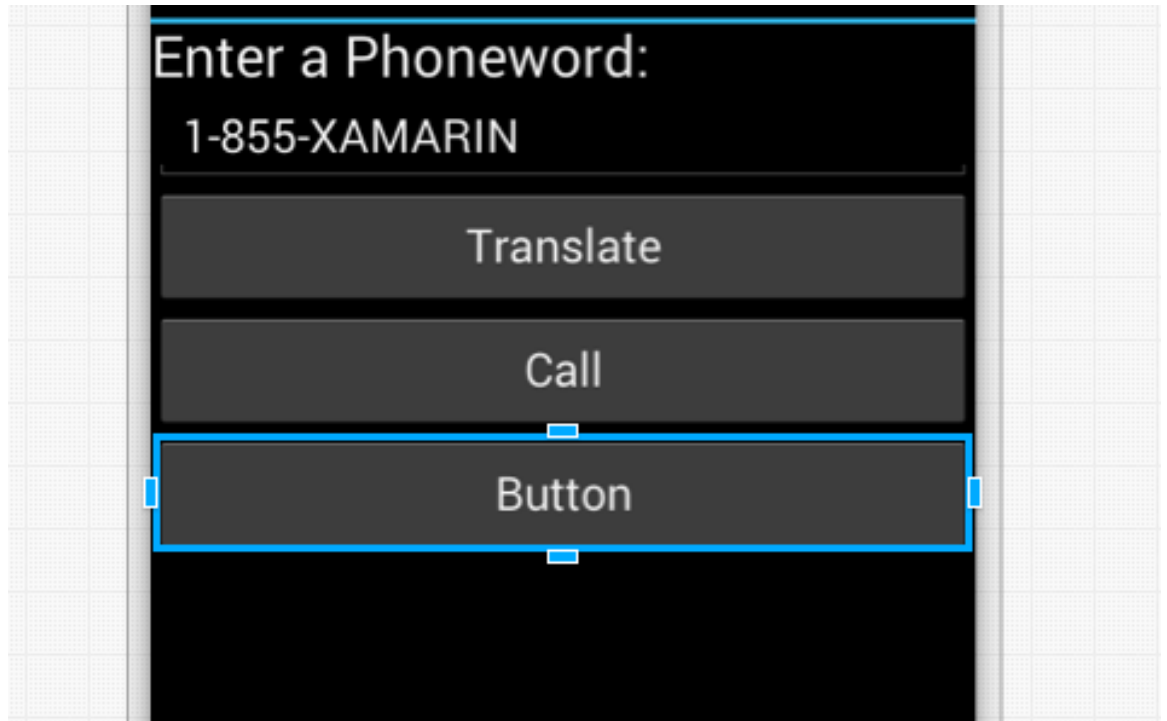 Enter a Phoneword:
1-855-XAMARIN
Translate
Call
Button